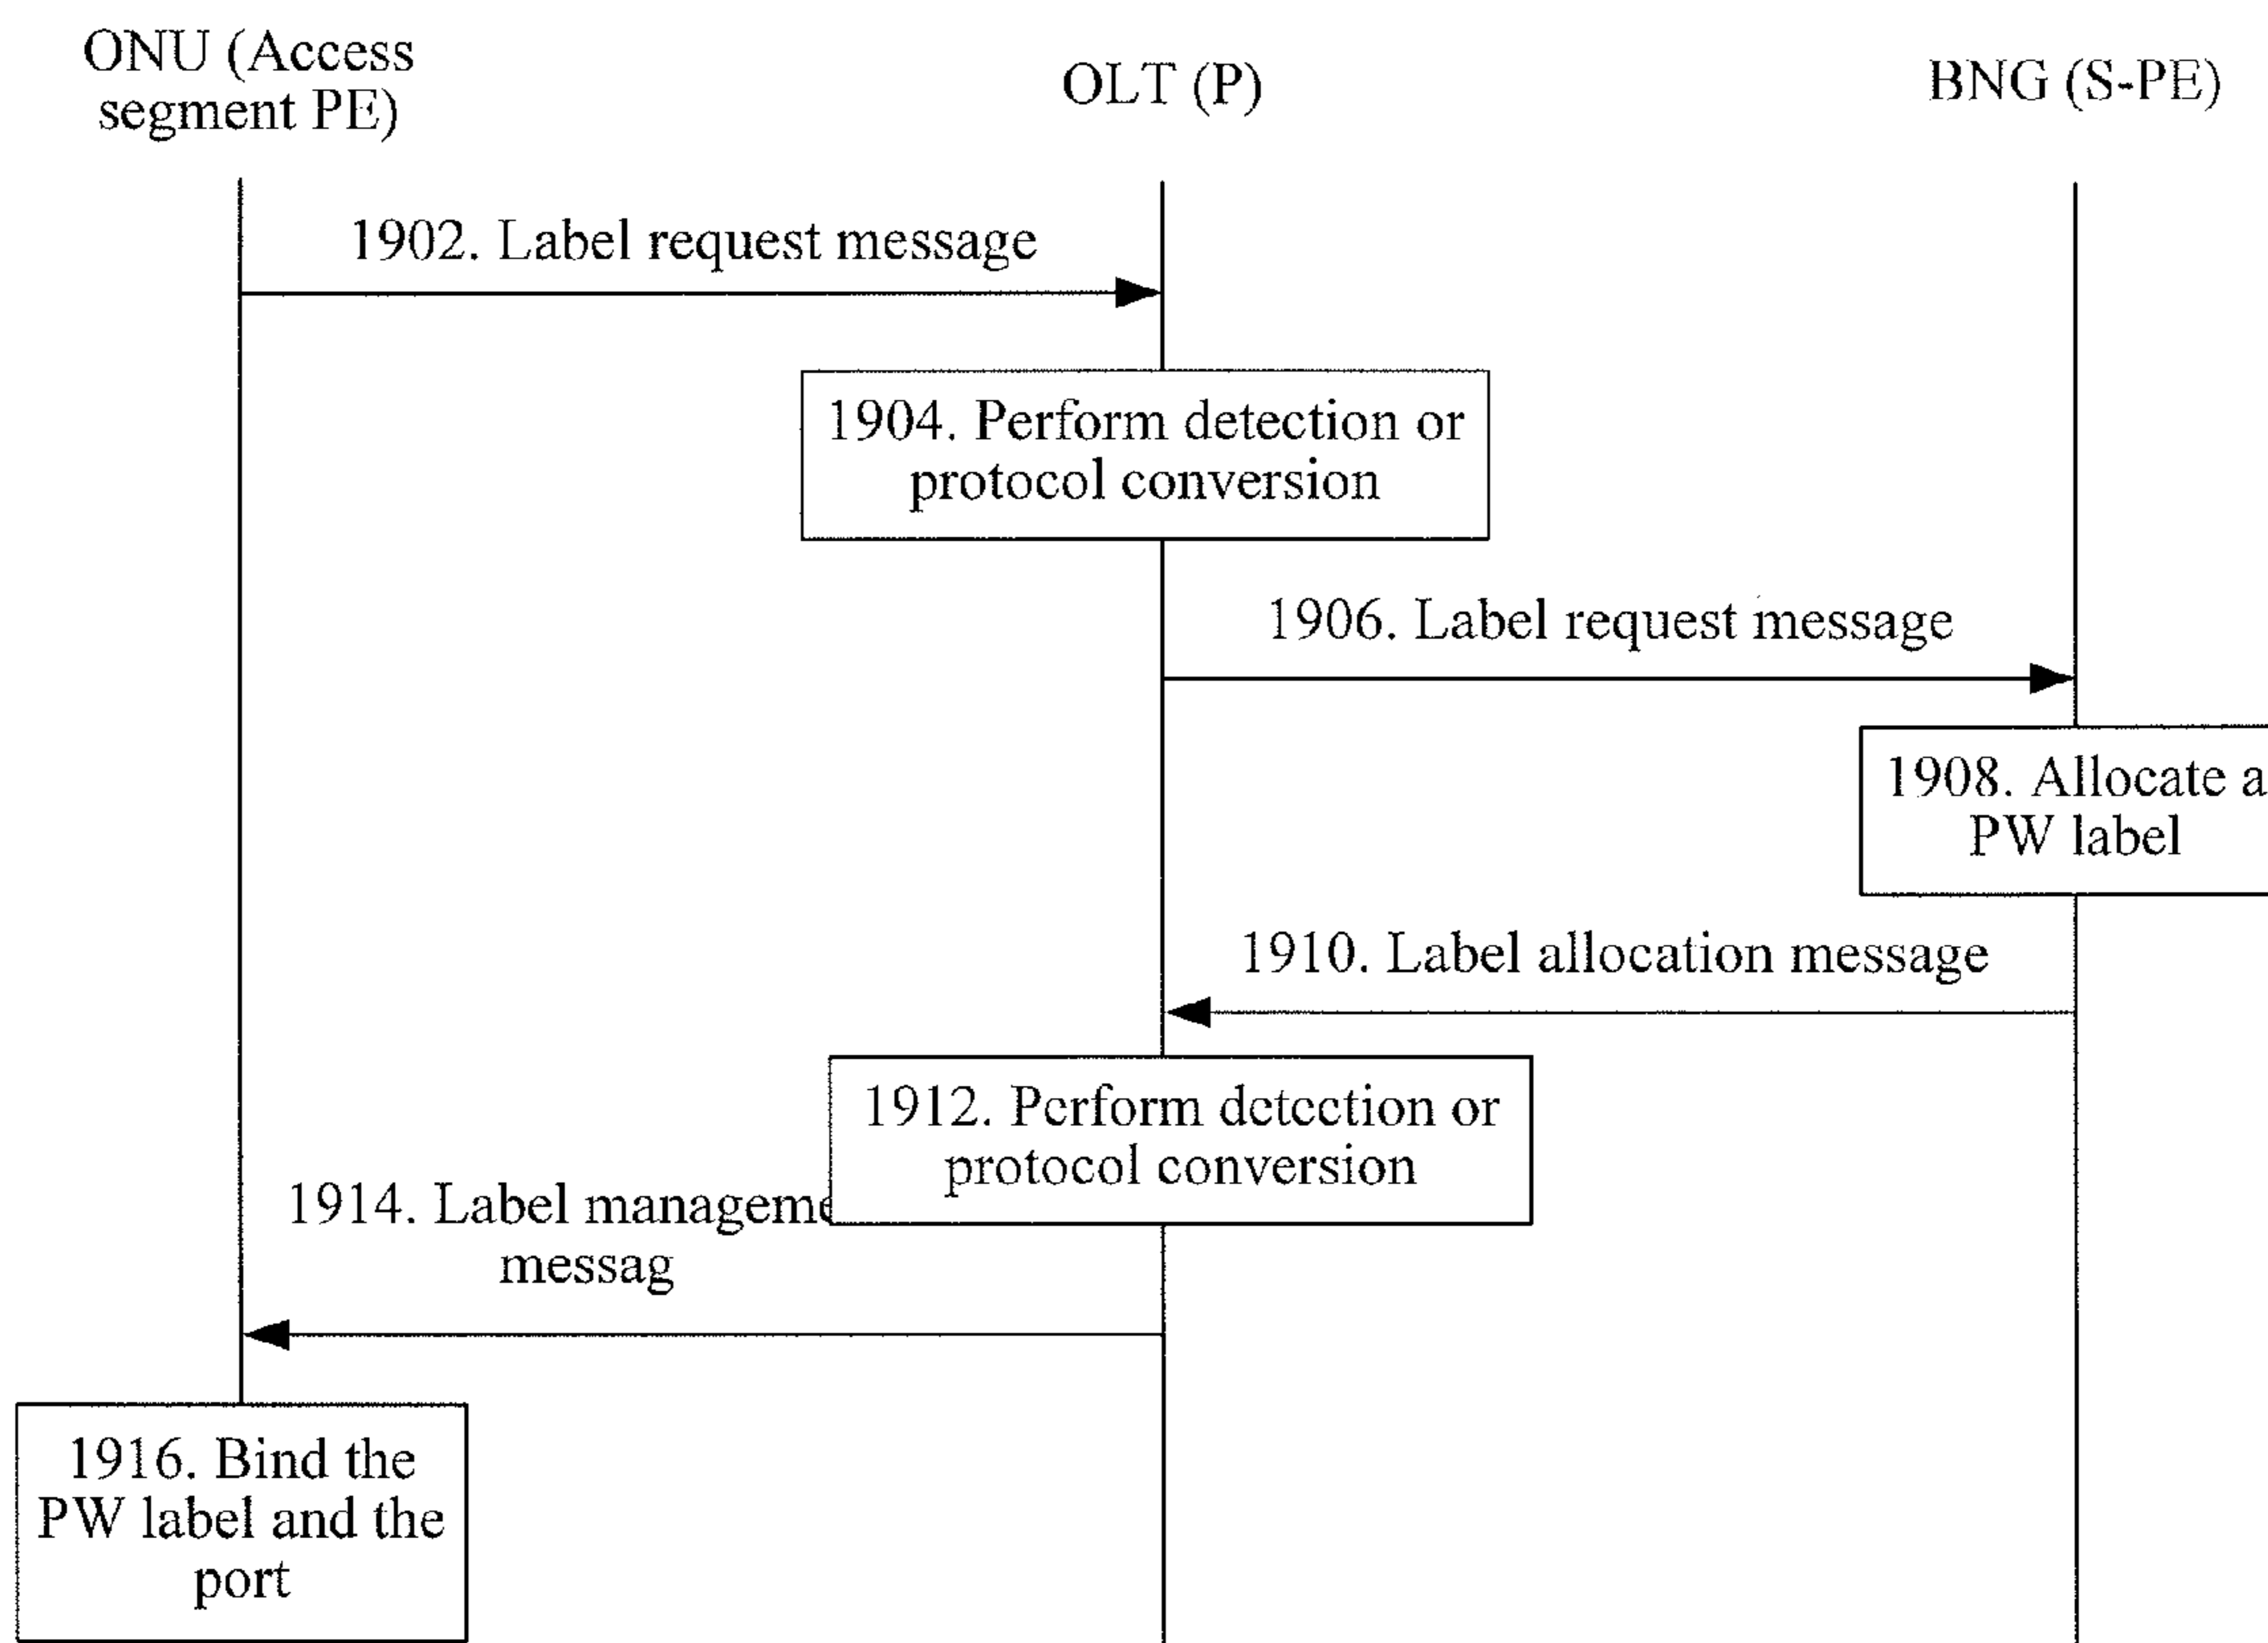 ONU (Access
segment PE)
OLT (P)
BNG (S-PE)
1902. Label request message
1904. Perform detection or
protocol conversion
1906. Label request message
1908. Allocate a
PW label
1910. Label allocation message
1912. Perform detection or
protocol conversion
1914. Label manageme
messag
1916. Bind the
PW label and the
port